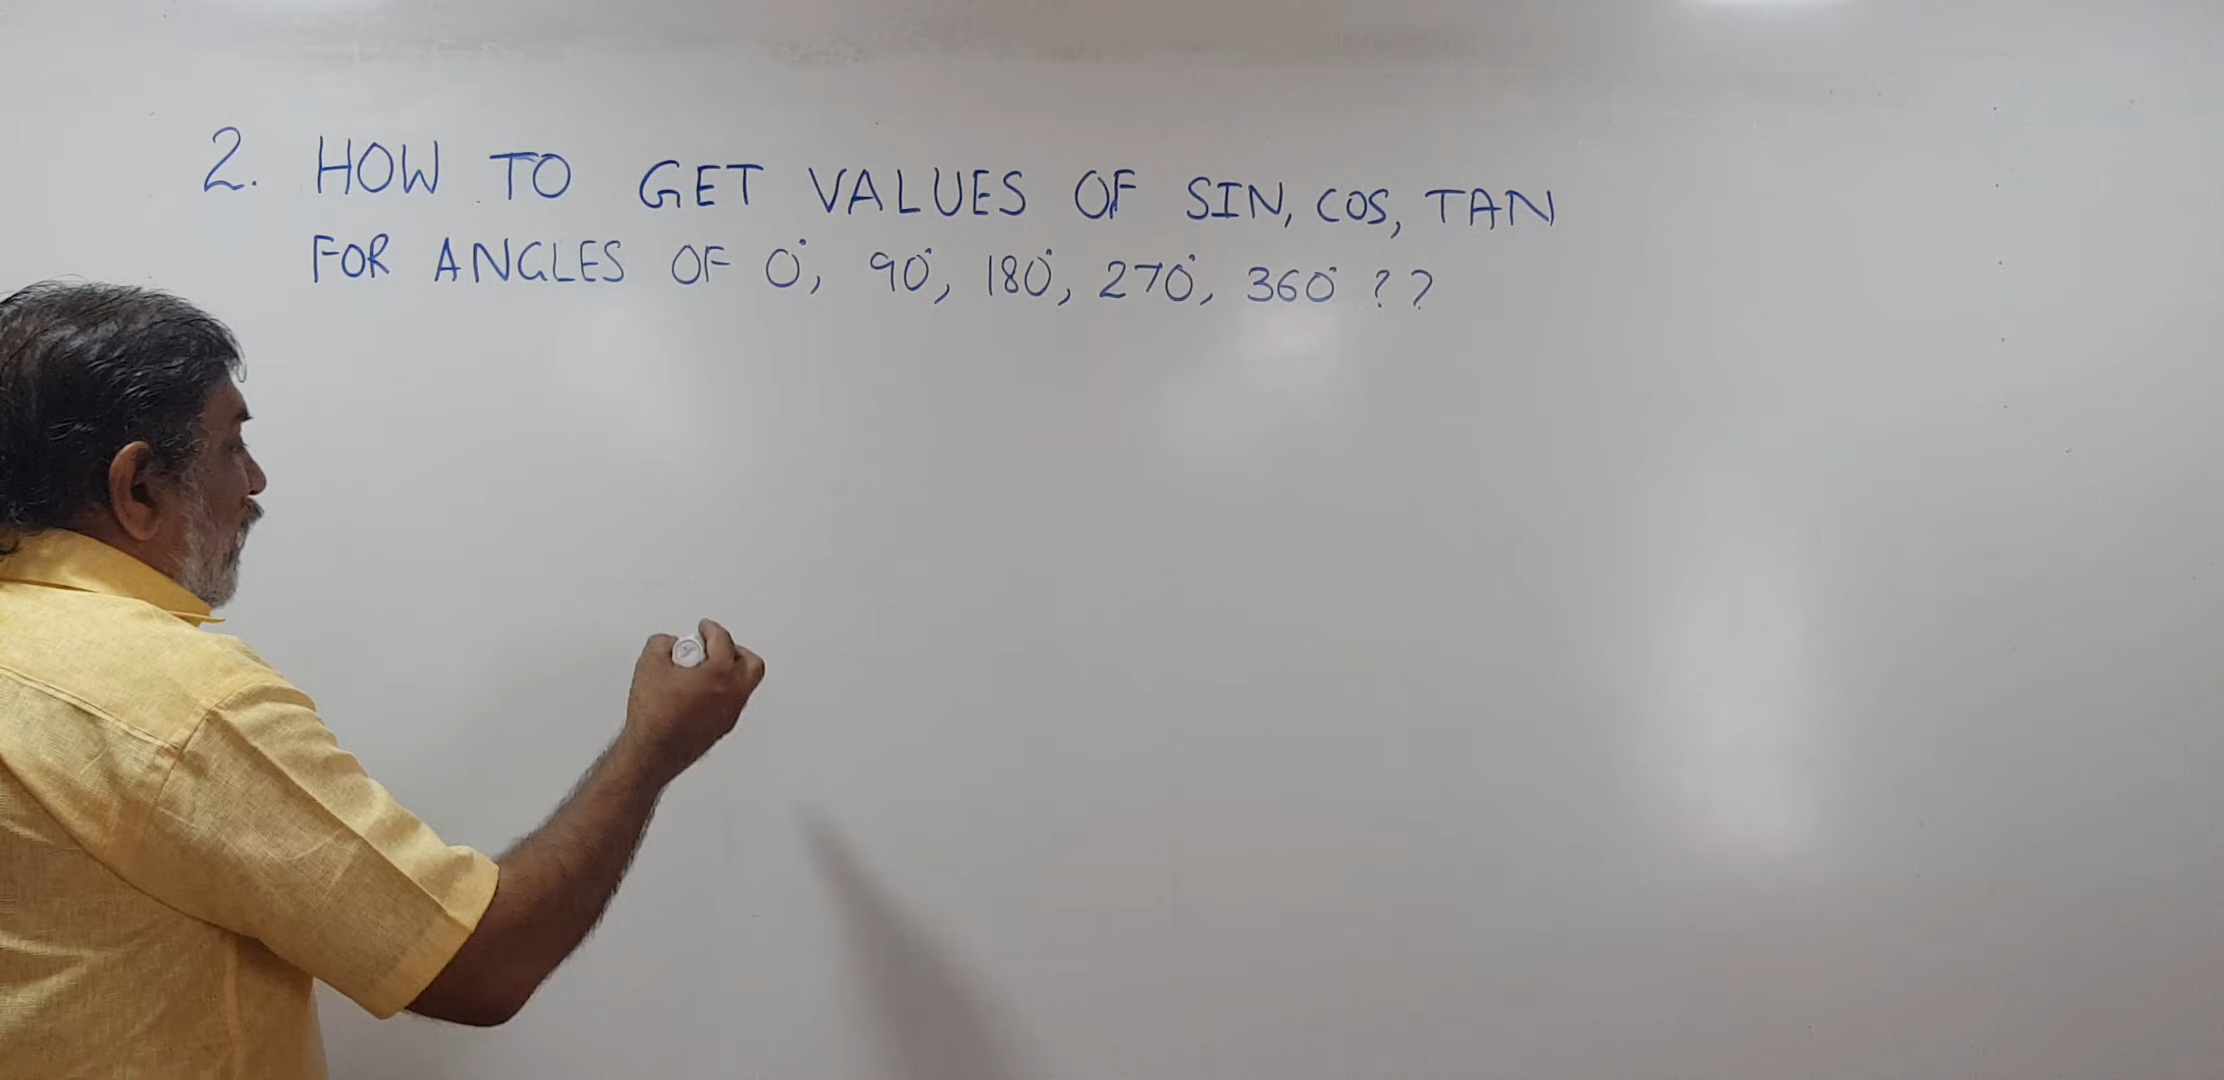 2. HOW TO GET VALUES OF SIN, COS, TAN
FOR ANGLES OF 0°, 90°, 180°, 270°, 360° ??